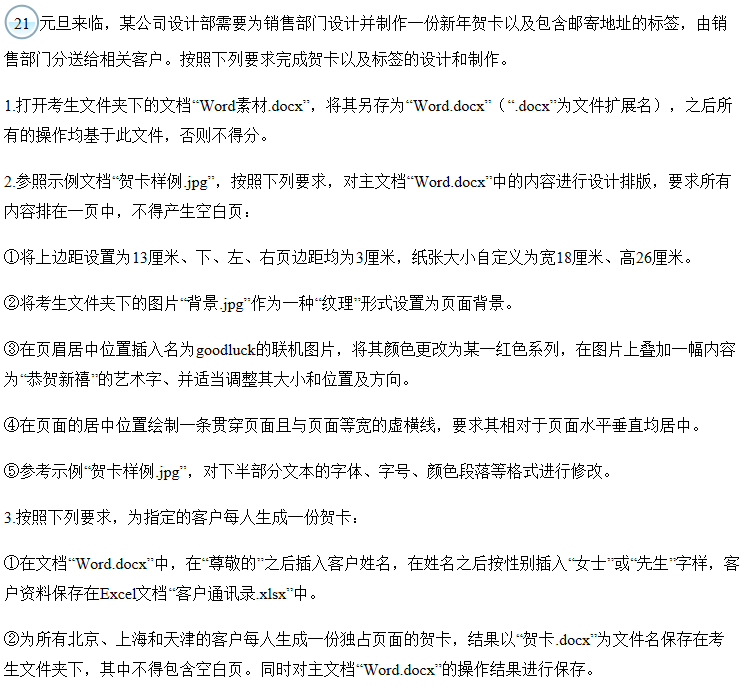 21 元旦来临，某公司设计部需要为销售部门设计并制作一份新年贺卡以及包含邮寄地址的标签，由销
售部门分送给相关客户。按照下列要求完成贺卡以及标签的设计和制作。
1.打开考生文件夹下的文档“Word素材.docx”，将其另存为“Word.docx”（“.docx”为文件扩展名），之后所
有的操作均基于此文件，否则不得分。
2.参照示例文档“贺卡样例.jpg”，按照下列要求，对主文档“Word.docx”中的内容进行设计排版，要求所有
内容排在一页中，不得产生空白页：
①将上边距设置为13厘米、下、左、右页边距均为3厘米，纸张大小自定义为宽18厘米、高26厘米。
②将考生文件夹下的图片“背景.jpg”作为一种“纹理”形式设置为页面背景。
③在页眉居中位置插入名为goodluck的联机图片，将其颜色更改为某一红色系列，在图片上叠加一幅内容
为“恭贺新禧”的艺术字、并适当调整其大小和位置及方向。
④在页面的居中位置绘制一条贯穿页面且与页面等宽的虚横线，要求其相对于页面水平垂直均居中。
⑤参考示例“贺卡样例.jpg”，对下半部分文本的字体、字号、颜色段落等格式进行修改。
3.按照下列要求，为指定的客户每人生成一份贺卡：
①在文档“Word.docx”中，在“尊敬的”之后插入客户姓名，在姓名之后按性别插入“女士”或“先生”字样，客
户资料保存在Excel文档“客户通讯录.xlsx”中。
②为所有北京、上海和天津的客户每人生成一份独占页面的贺卡，结果以“贺卡.docx”为文件名保存在考
生文件夹下，其中不得包含空白页。同时对主文档“Word.docx”的操作结果进行保存。